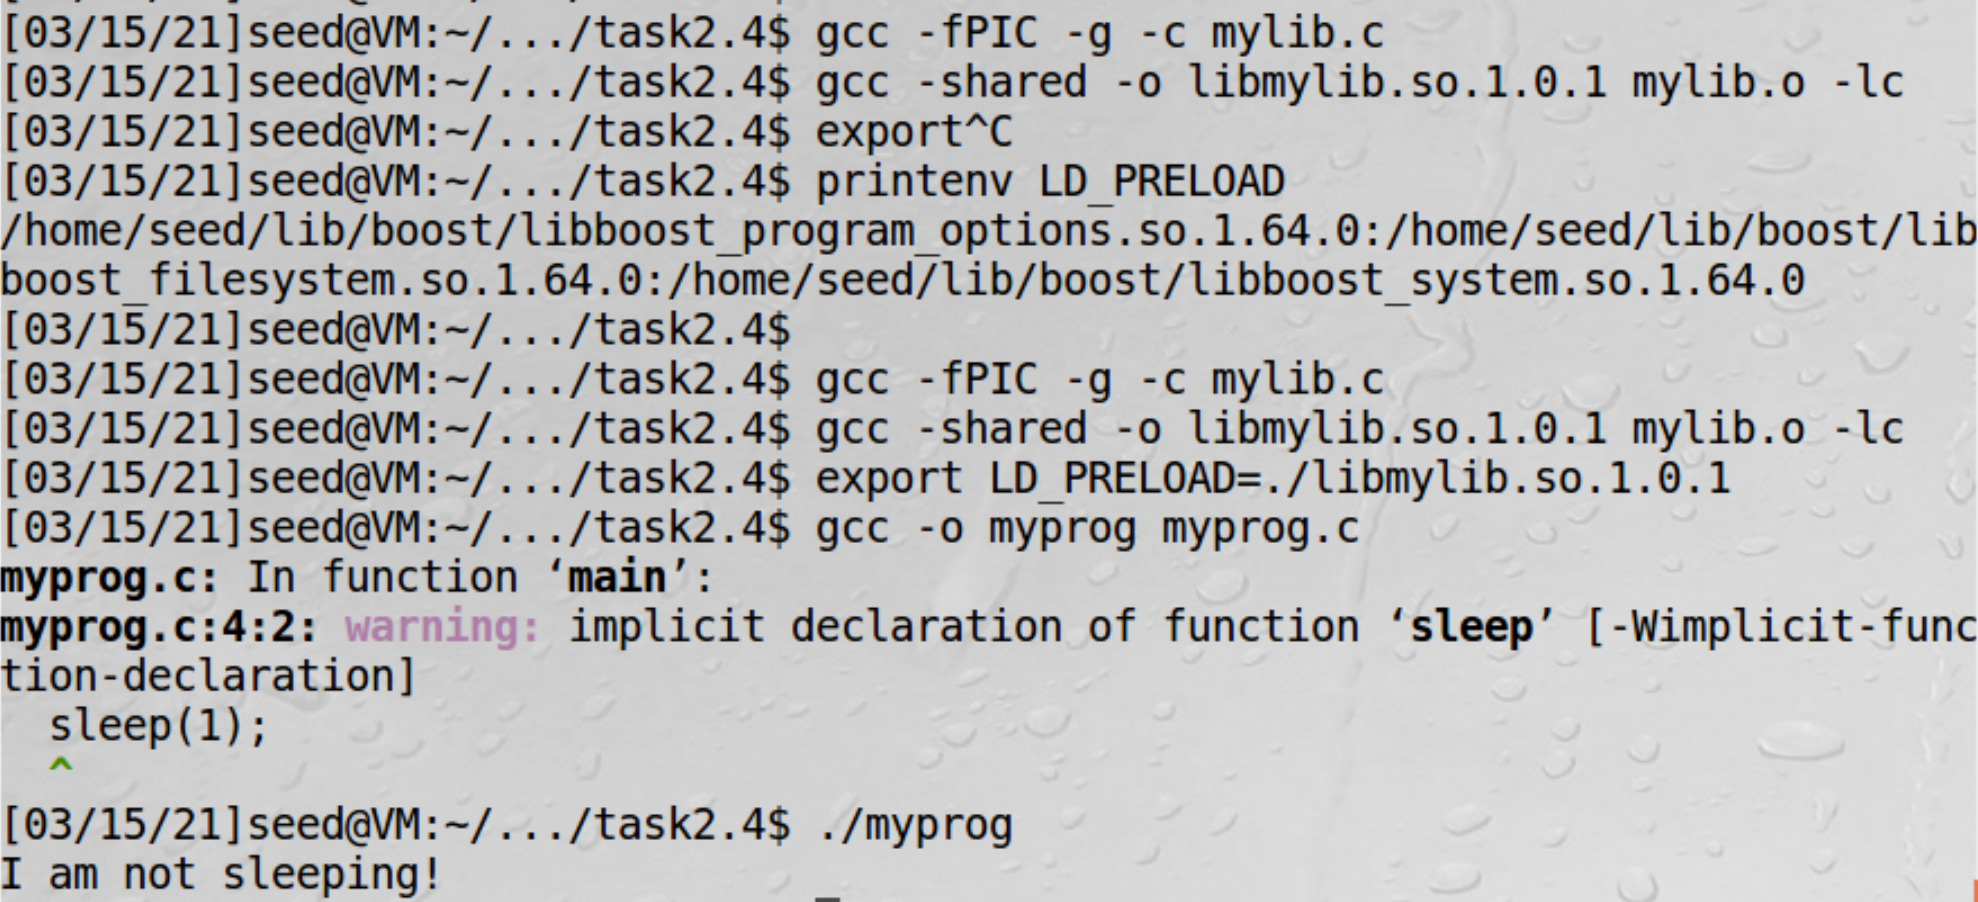 [03/15/21]seed@VM:~/.../task2.4$ gcc -fPIC -g -c mylib.c
[03/15/21]seed@VM:~/.../task2.4$ gcc -shared -o libmylib.so.1.0.1 mylib.o -lc
[03/15/21]seed@VM:~/.../task2.4$ export^C
[03/15/21]seed@VM:~/.../task2.4$ printenv LD_PRELOAD
/home/seed/lib/boost/libboost_program_options.so.1.64.0:/home/seed/lib/boost/lib
boost_filesystem.so.1.64.0:/home/seed/lib/boost/libboost_system.so.1.64.0
[03/15/21]seed@VM:~/.../task2.4$
[03/15/21]seed@VM:~/.../task2.4$ gcc -fPIC -g -c mylib.c
[03/15/21]seed@VM:~/.../task2.4$ gcc -shared -o libmylib.so.1.0.1 mylib.o -lc
[03/15/21]seed@VM:~/.../task2.4$ export LD_PRELOAD=./libmylib.so.1.0.1
[03/15/21]seed@VM:~/.../task2.4$ gcc -o myprog myprog.c
myprog.c: In function ‘main’:
myprog.c:4:2: warning: implicit declaration of function ‘sleep’ [-Wimplicit-func
tion-declaration]
  sleep(1);
  ^
[03/15/21]seed@VM:~/.../task2.4$ ./myprog
I am not sleeping!